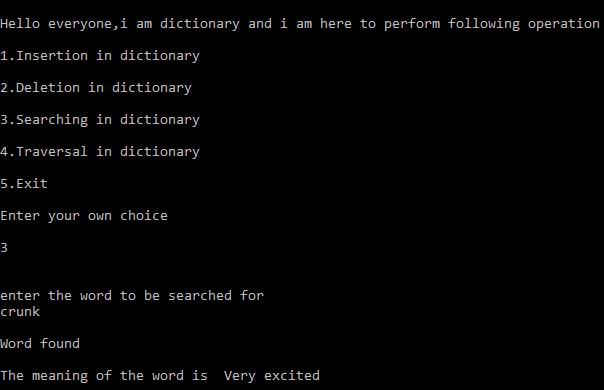 Hello everyone,i am dictionary and i am here to perform following operation
1.Insertion in dictionary
2.Deletion in dictionary
3.Searching in dictionary
4.Traversal in dictionary
5.Exit
Enter your own choice
3
enter the word to be searched for
crunk
Word found
The meaning of the word is  Very excited